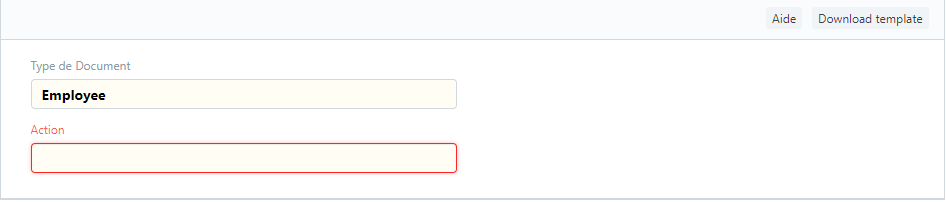 Aide Download template
Type de Document
Employee
Action